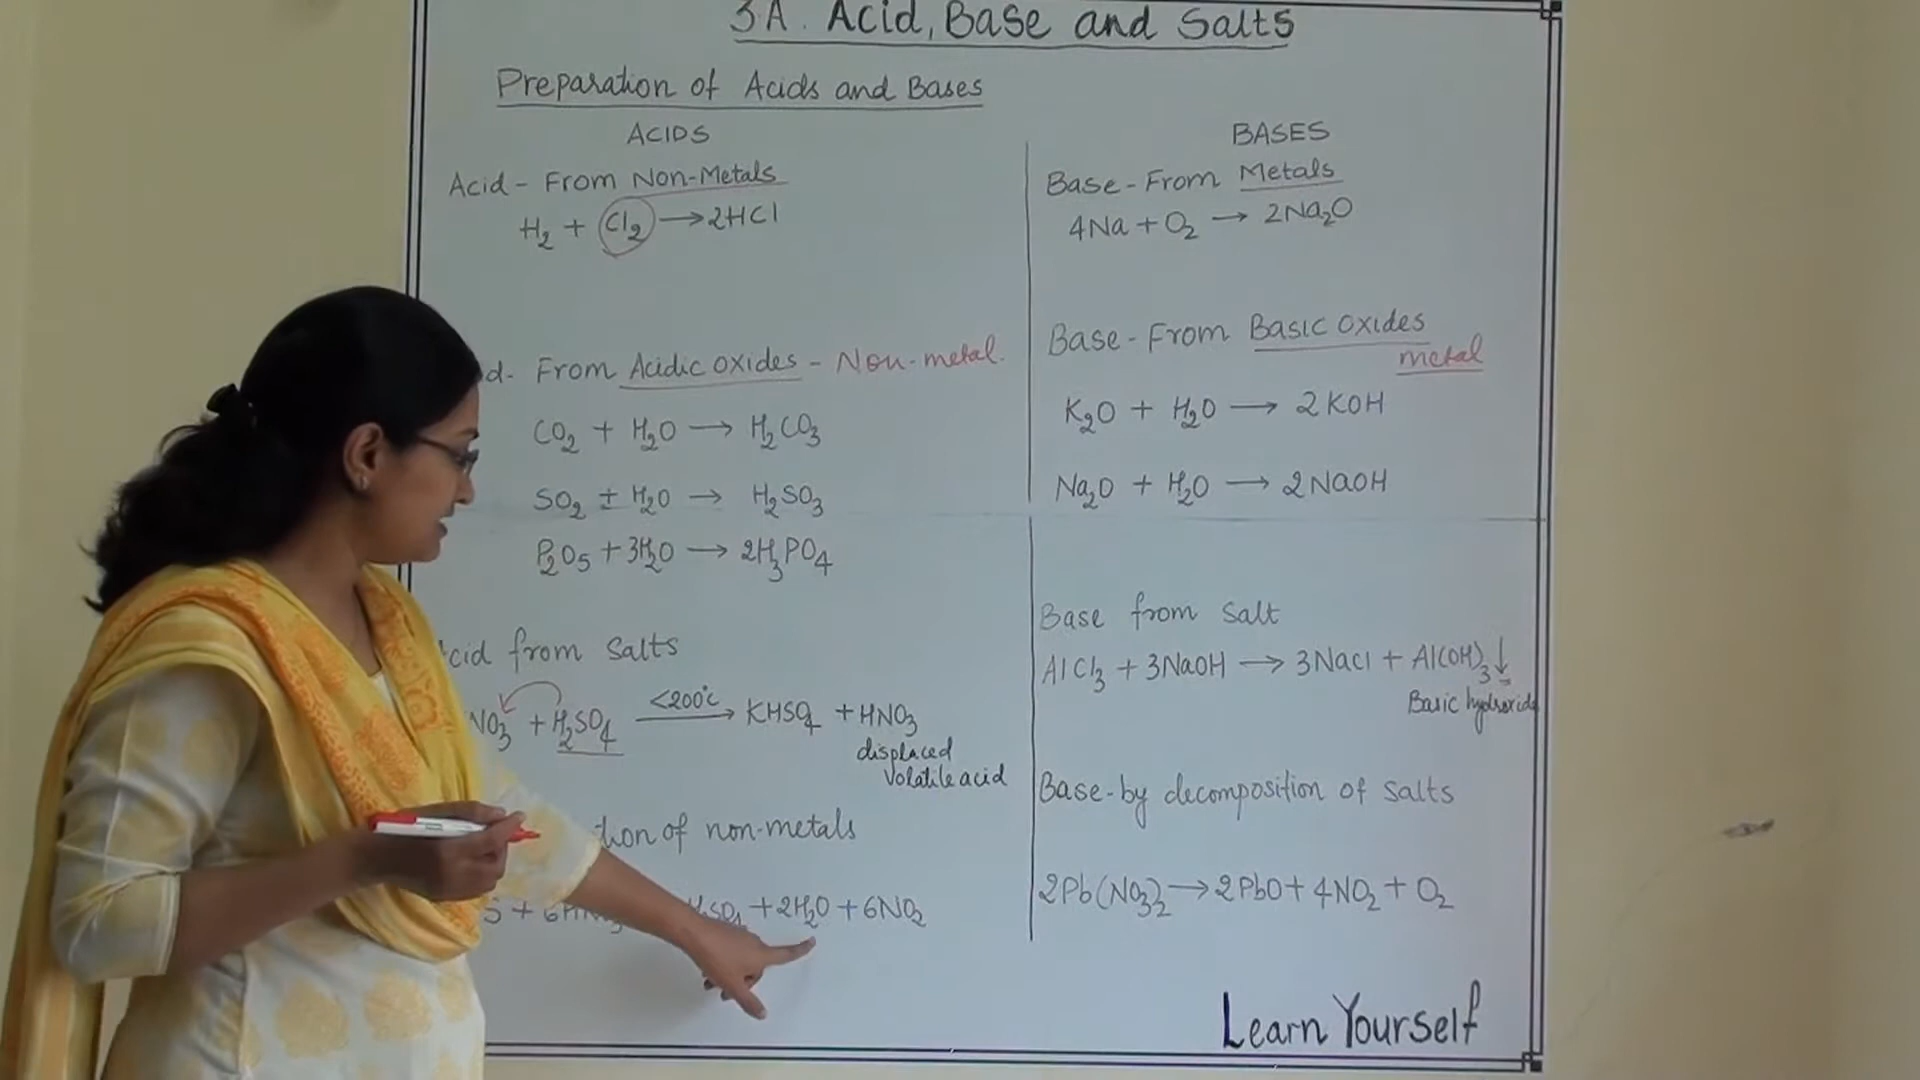 3A. Acid, Base and Salts
Preparation of Acids and Bases
ACIDS
Acid - From Non-Metals
H₂ + Cl₂ → 2HCl
From Acidic oxides - Non-metal.
CO₂ + H₂O → H₂CO₃
SO₂ + H₂O → H₂SO₃
P₂O₅ + 3H₂O → 2H₃PO₄
cid from salts
NO₃ + H₂SO₄ <200°C → KHSO₄ + HNO₃
displaced
Volatile acid
tion of non-metals
S + 6HNO₃ H₂SO₄ + 2H₂O + 6NO₂
BASES
Base - From Metals
4Na + O₂ → 2Na₂O
Base - From Basic oxides
metal
K₂O + H₂O → 2KOH
Na₂O + H₂O → 2NaOH
Base from salt
AlCl₃ + 3NaOH → 3NaCl + Al(OH)₃↓
Basic hydroxide
Base-by decomposition of salts
2Pb(NO₃)₂ → 2PbO + 4NO₂ + O₂
Learn Yourself